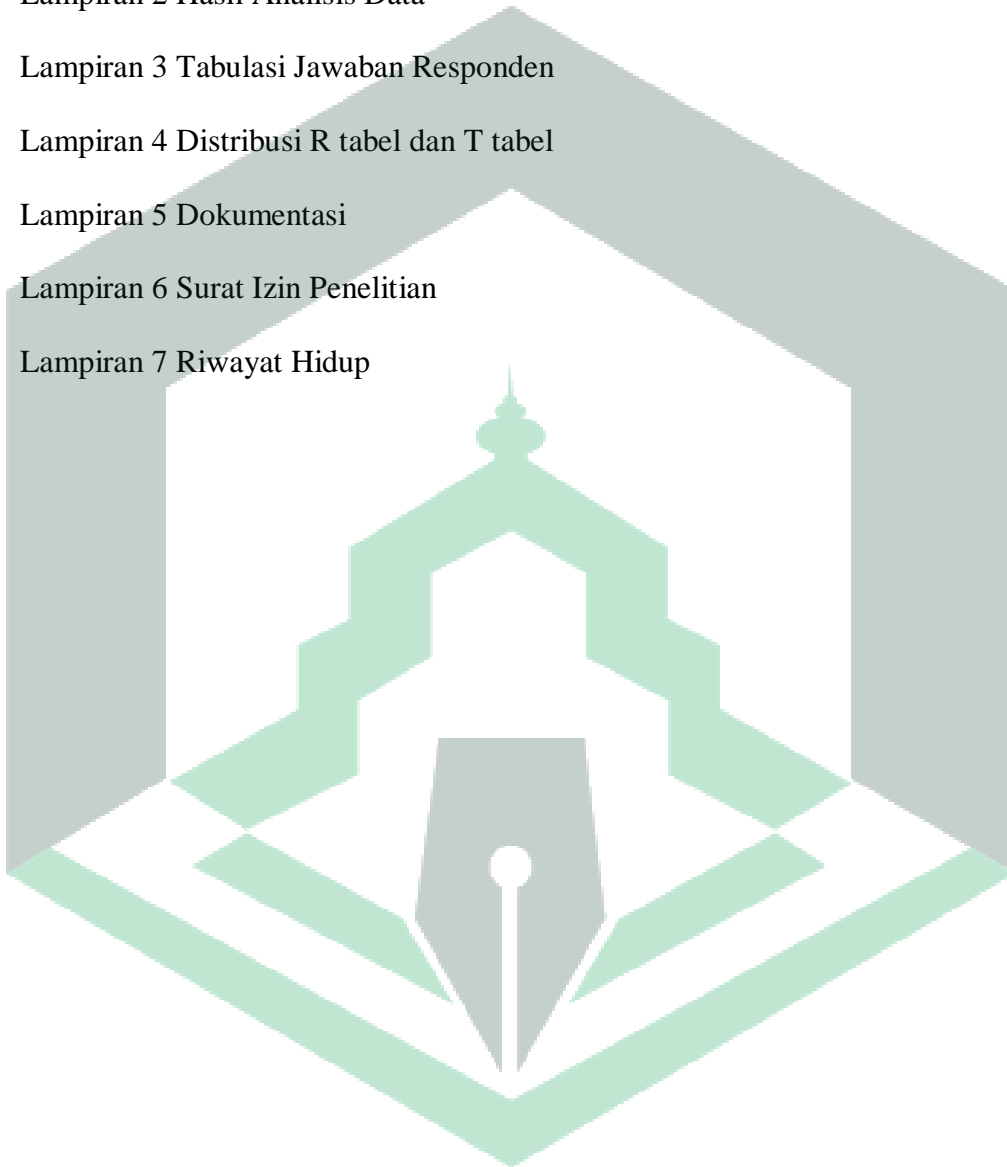 Lampiran 2 Hasil Analisis Data
Lampiran 3 Tabulasi Jawaban Responden
Lampiran 4 Distribusi R tabel dan T tabel
Lampiran 5 Dokumentasi
Lampiran 6 Surat Izin Penelitian
Lampiran 7 Riwayat Hidup